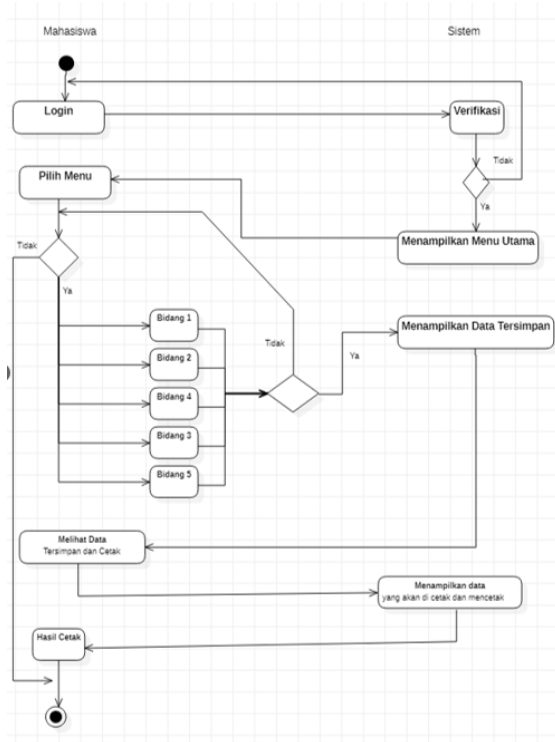 Mahasiswa
Sistem
Login
Verifikasi
Tidak
Pilih Menu
Ya
Menampilkan Menu Utama
Tidak
Ya
Bidang 1
Menampilkan Data Tersimpan
Tidak
Ya
Bidang 2
Bidang 4
Bidang 3
Bidang 5
Melihat Data
Tersimpan dan Cetak
Menampilkan data
yang akan di cetak dan mencetak
Hasil Cetak